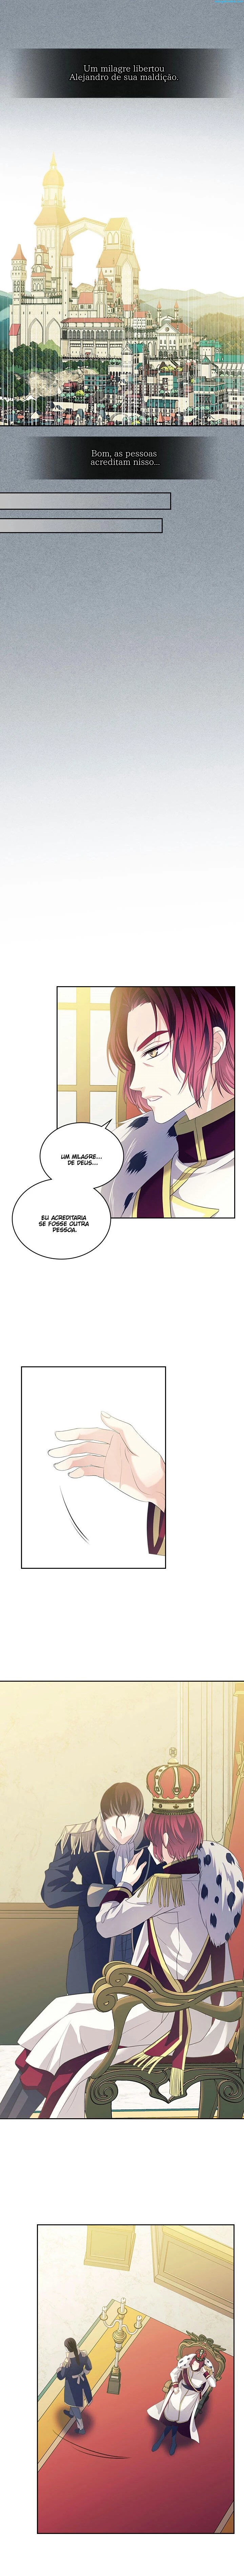 Um milagre libertou
Alejandro de sua maldição.
Bom, as pessoas
acreditam nisso...
UM MILAGRE...
DE DEUS...
EU ACREDITARIA
SE FOSSE OUTRA
PESSOA.